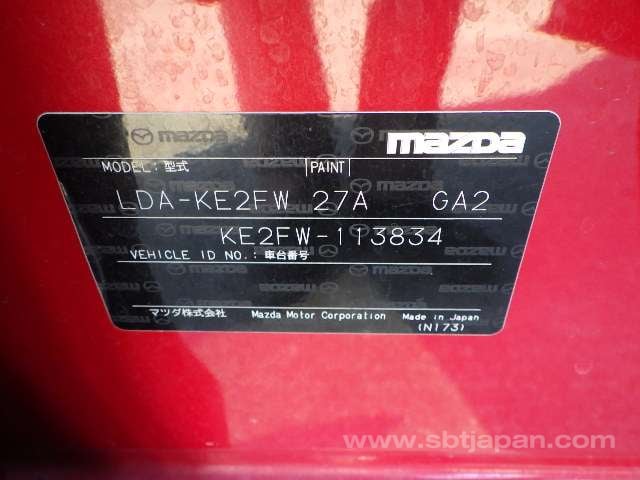 mazda mazda
MODEL: 型式 PAINT
LDA-KE2FW 27A GA2
KE2FW-113834
VEHICLE ID NO.: 車台番号
マツダ株式会社 Mazda Motor Corporation Made in Japan
(N173)
www.sbtjapan.com